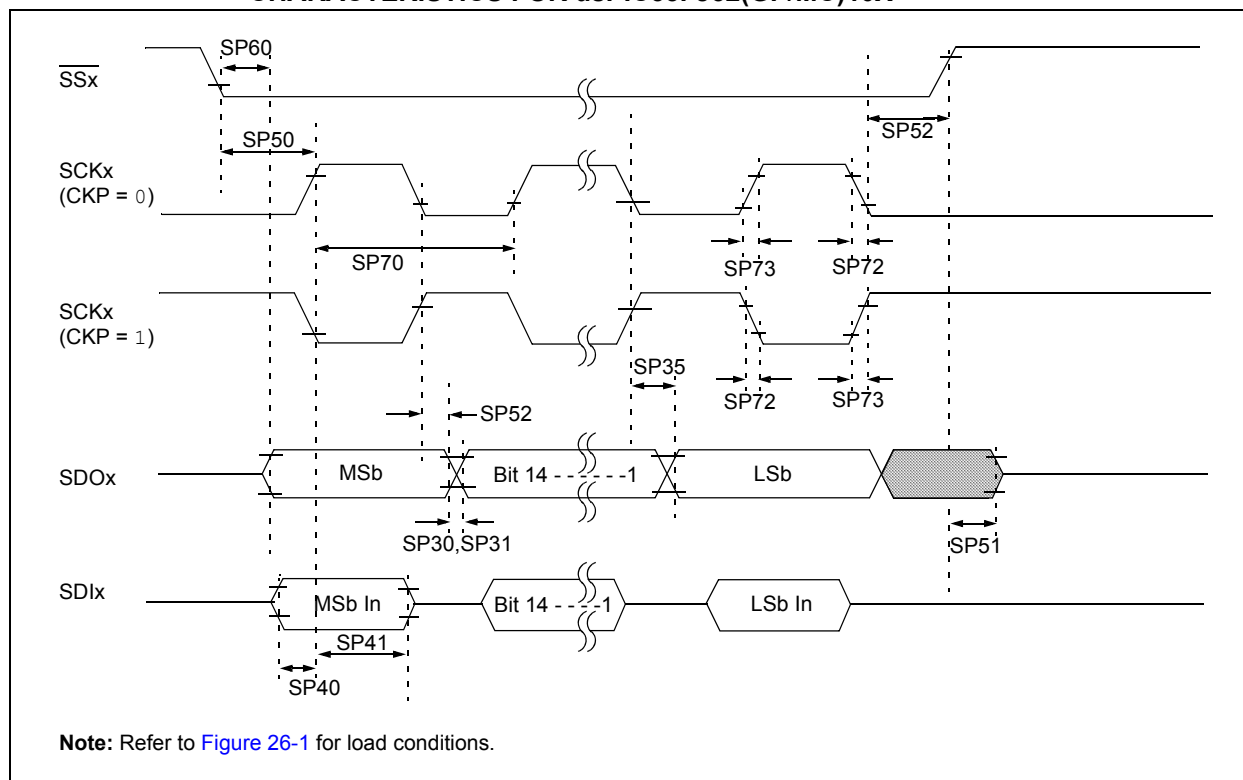 SP60
SSx
SP50
SP52
SCKx
(CKP = 0)
SP70
SP73
SP72
SCKx
(CKP = 1)
SP35
SP72
SP73
SP52
SDOx
MSb
Bit 14 - - - - - -1
LSb
SP30,SP31
SP51
SDIx
MSb In
Bit 14 - - - -1
LSb In
SP41
SP40
Note: Refer to Figure 26-1 for load conditions.